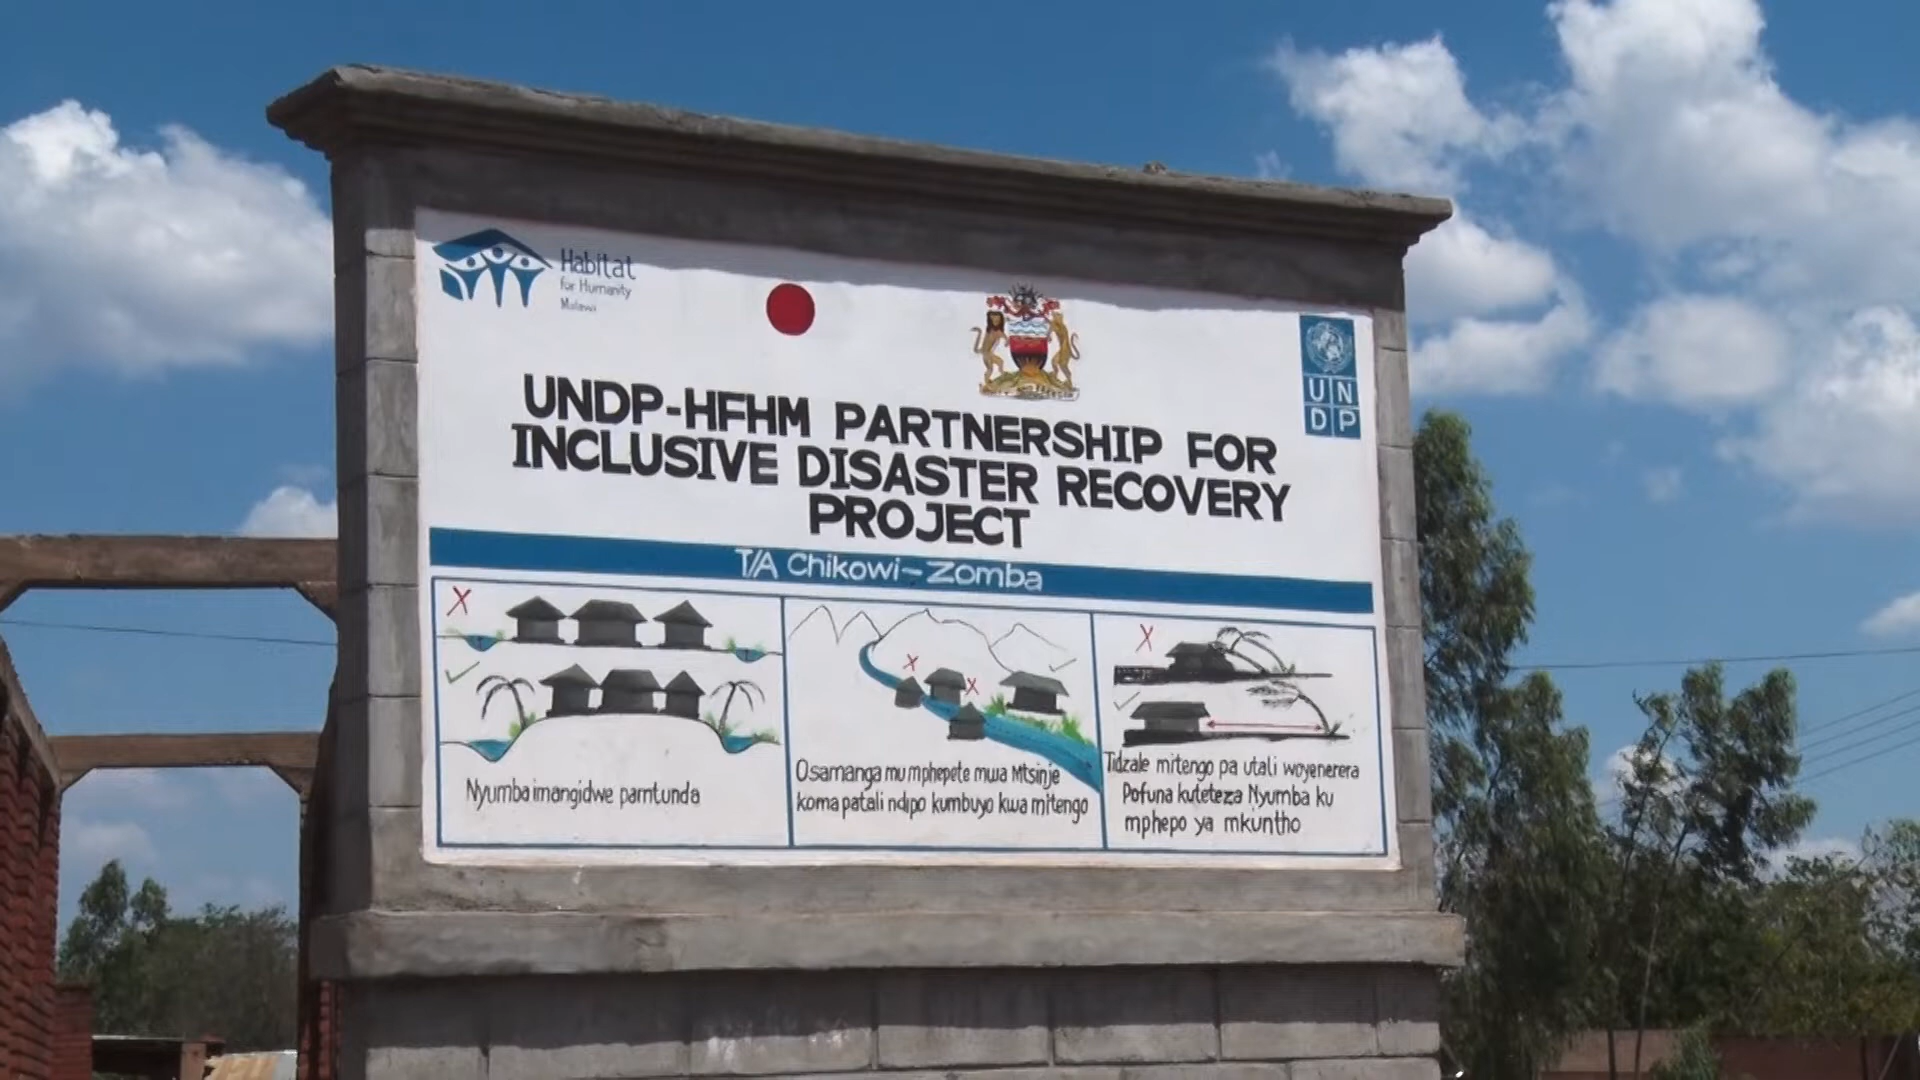 Habitat
for Humanity
Malawi
UN
DP
UNDP-HFHM PARTNERSHIP FOR
INCLUSIVE DISASTER RECOVERY
PROJECT
T/A Chikowi-Zomba
Nyumba imangidwe pamtunda
Osamanga mu mphepete mwa Mtsinje
koma patali ndipo kumbuyo kwa mitengo
Tidzale mitengo pa utali woyenerera
Pofuna kuteteza Nyumba ku
mphepo ya mkuntho